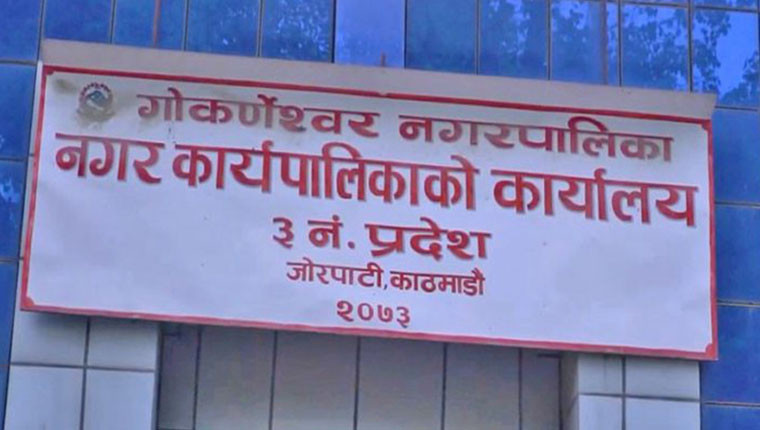 गोकर्णेश्वर नगरपालिका
नगर कार्यपालिकाको कार्यालय
३ नं. प्रदेश
जोरपाटी,काठमाडौं
२०७३